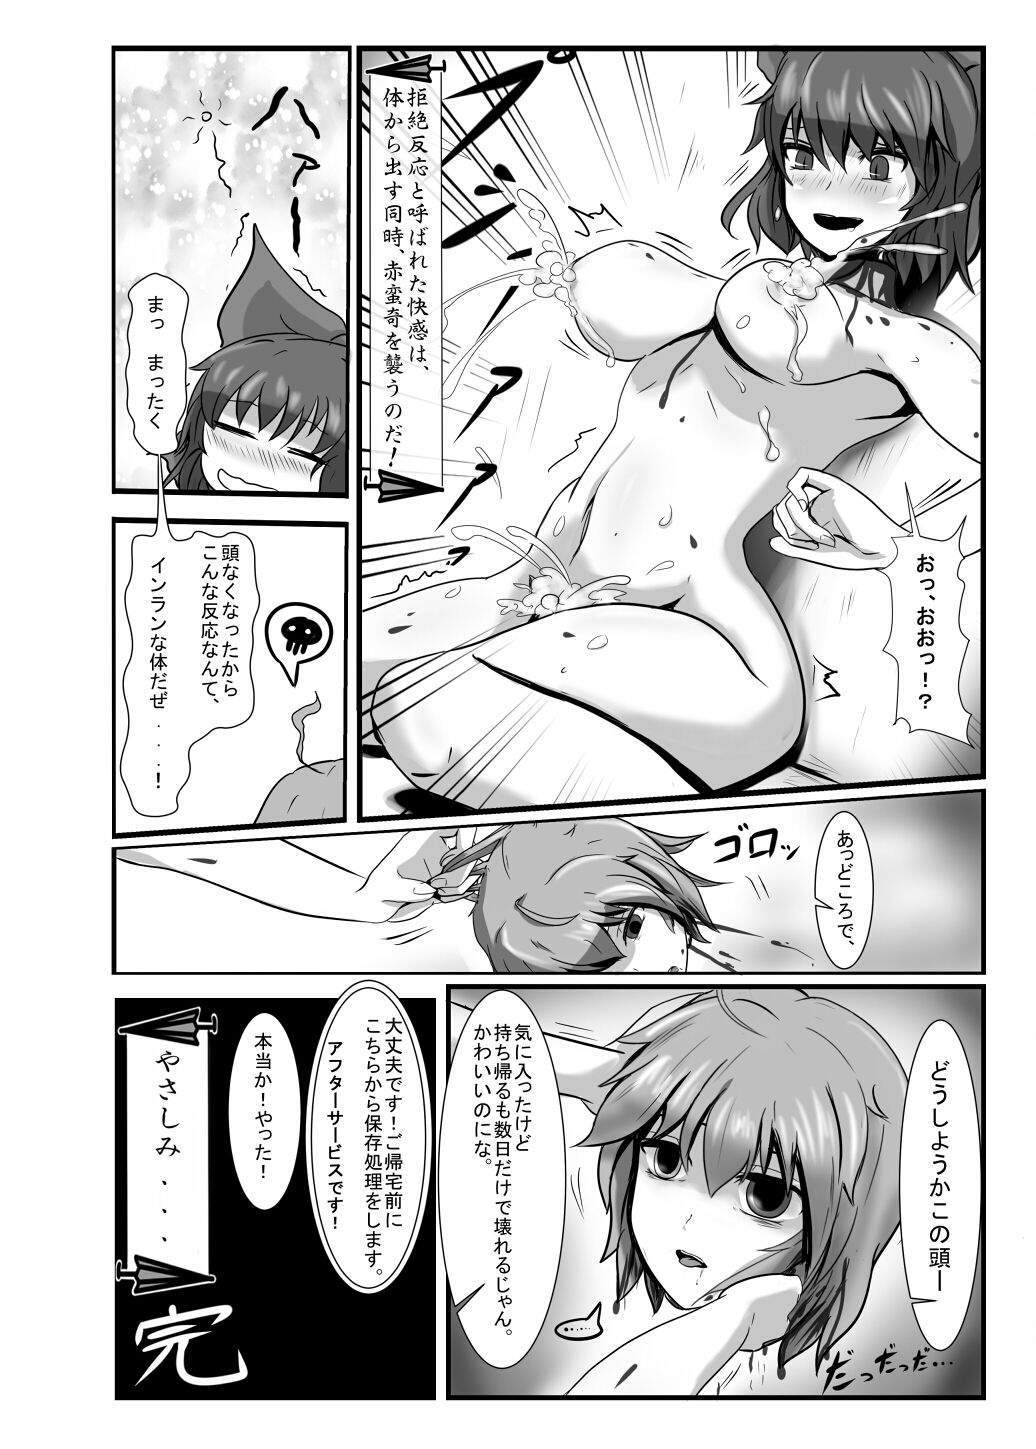 拒絶反応と呼ばれた快感は、
体から出す同時、赤蛮奇を襲うのだ！
おっ、おおっ！？
ハァー
まっ まったく
頭なくなったから
こんな反応なんて、
インランな体だぜ...！
あっどころで、
ゴロッ
どうしようかこの頭ー
気に入ったけど
持ち帰るも数日だけで壊れるじゃん。
かわいいのにな。
……
だっだっだ…
大丈夫です！ご帰宅前に
こちらから保存処理をします。
アフターサービスです！
本当か！やった！
やさしみ...
完